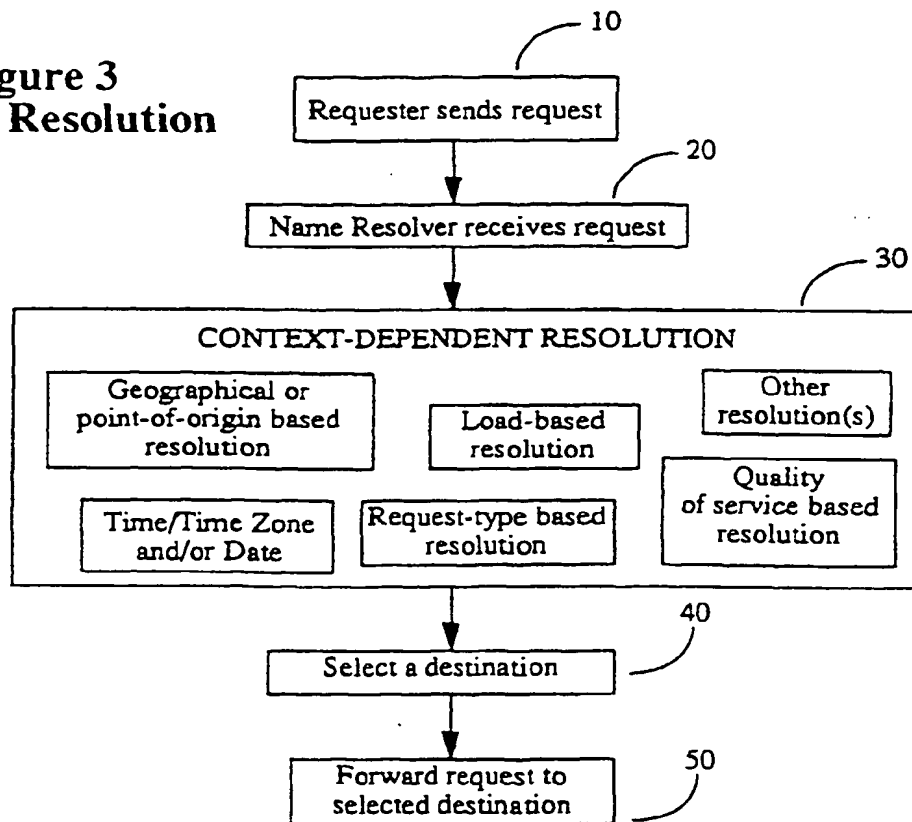 10
gure 3
Resolution
Requester sends request
20
Name Resolver receives request
30
CONTEXT-DEPENDENT RESOLUTION
Geographical or
point-of-origin based
resolution
Load-based
resolution
Other
resolution(s)
Time/Time Zone
and/or Date
Request-type based
resolution
Quality
of service based
resolution
40
Select a destination
50
Forward request to
selected destination